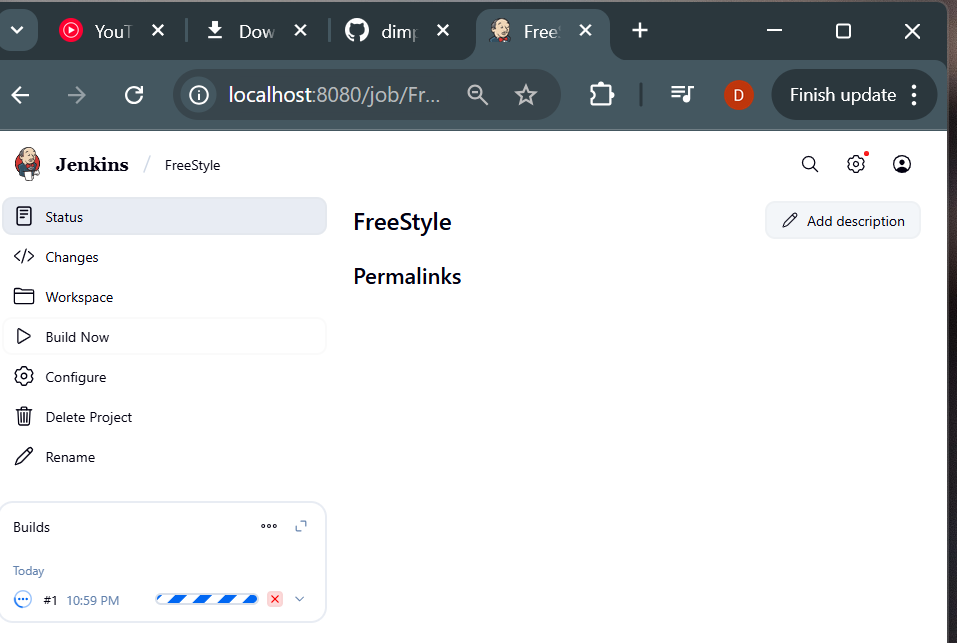 YouT
Dow
dimp
Free
localhost:8080/job/Fr...
D
Finish update
Jenkins / FreeStyle
Status
FreeStyle
Add description
Changes
Permalinks
Workspace
Build Now
Configure
Delete Project
Rename
Builds
Today
#1 10:59 PM